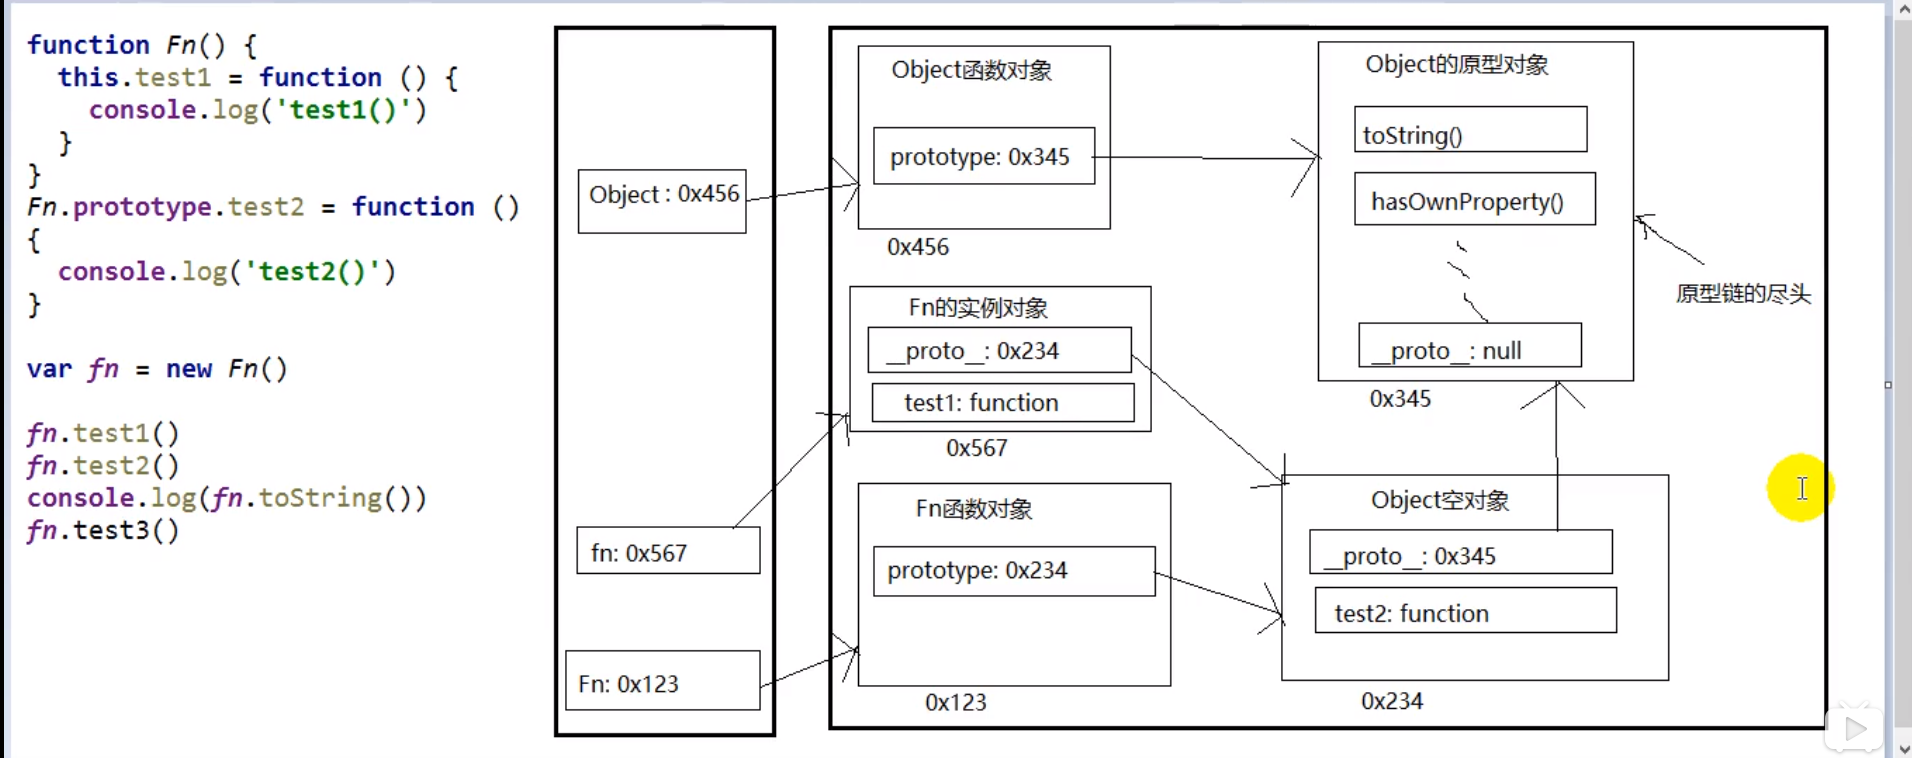 function Fn() {
this.test1 = function () {
console.log('test1()')
}
}
Fn.prototype.test2 = function ()
{
console.log('test2()')
}
var fn = new Fn()
fn.test1()
fn.test2()
console.log(fn.toString())
fn.test3()
Object : 0x456
fn: 0x567
Fn: 0x123
Object函数对象
prototype: 0x345
0x456
Object的原型对象
toString()
hasOwnProperty()
__proto__: null
0x345
原型链的尽头
Fn的实例对象
__proto__: 0x234
test1: function
0x567
Fn函数对象
prototype: 0x234
0x123
Object空对象
__proto__: 0x345
test2: function
0x234